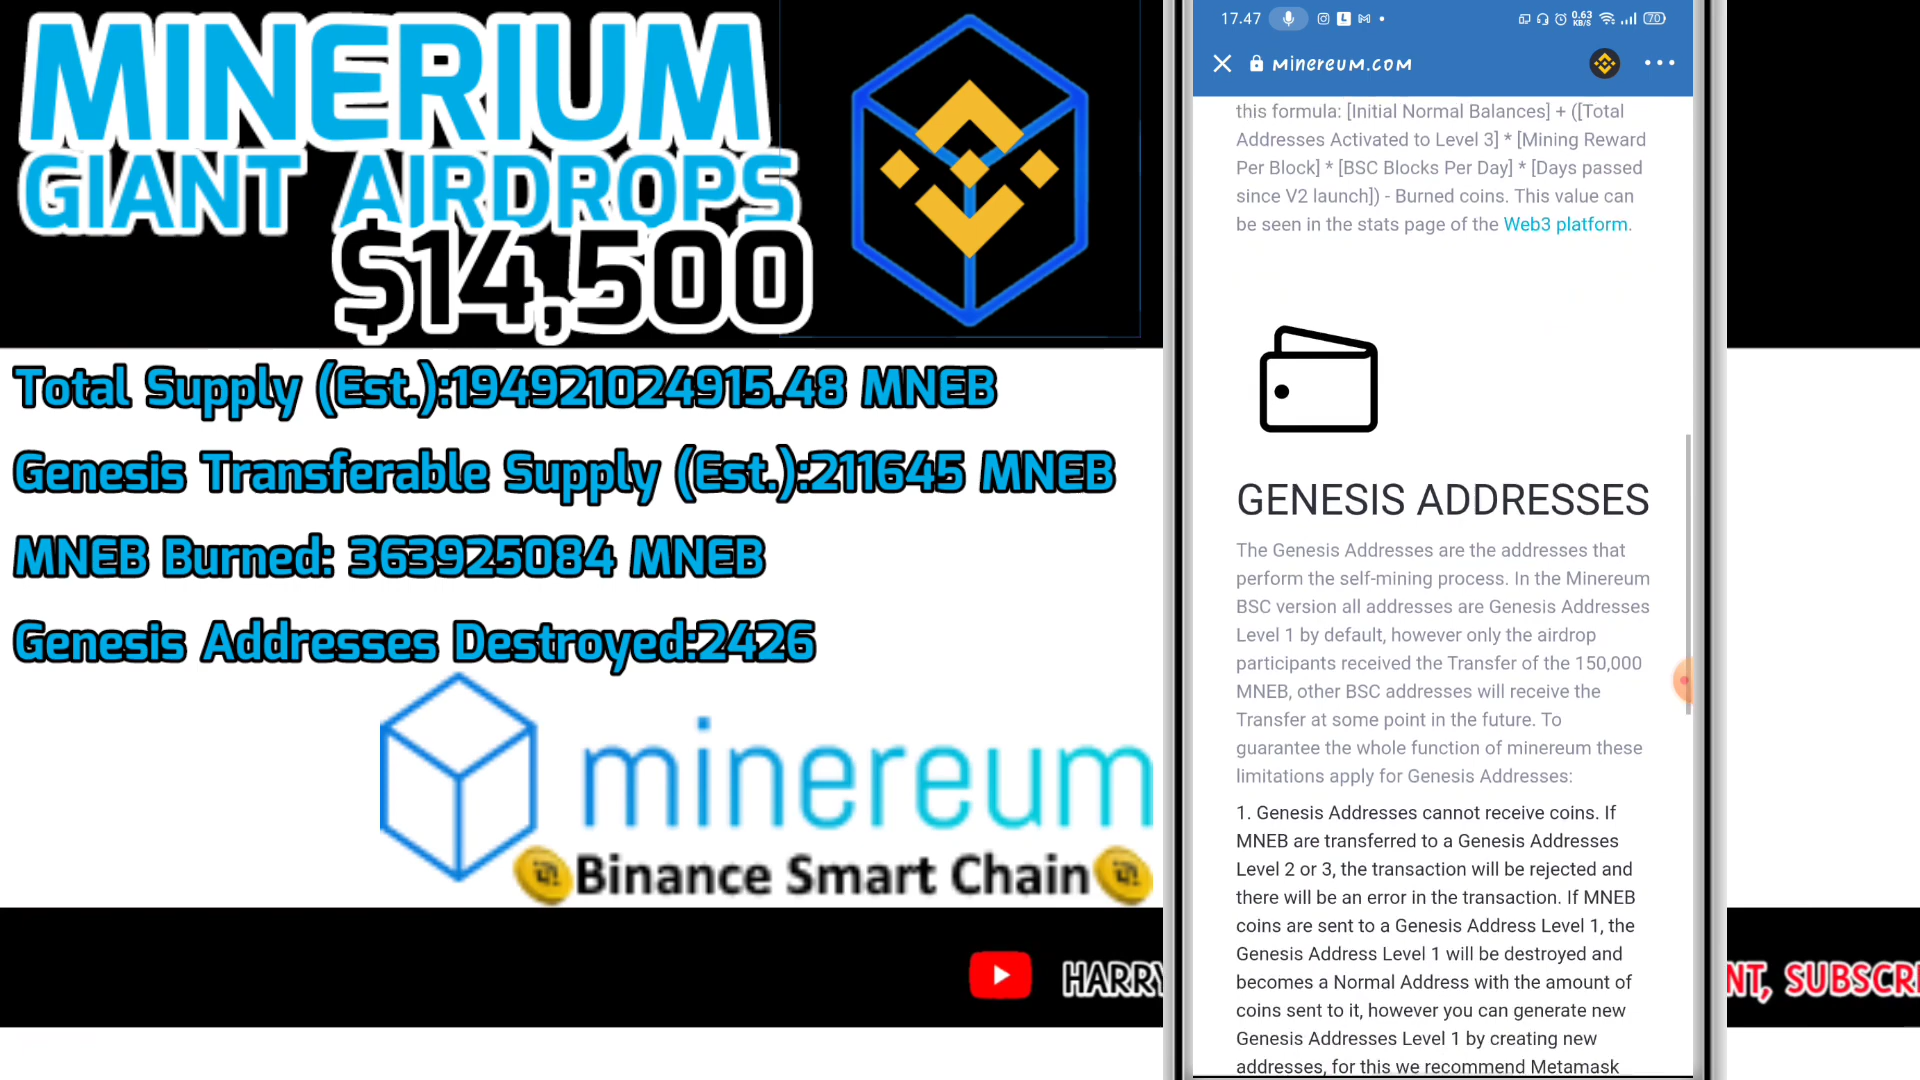 MINERIUM
GIANT AIRDROPS
$14,500
Total Supply (Est.):194921024915.48 MNEB
Genesis Transferable Supply (Est.):211645 MNEB
MNEB Burned: 363925084 MNEB
Genesis Addresses Destroyed:2426
minereum
Binance Smart Chain
HARRY
NT, SUBSCRI
17.47
0.63
KB/S
70
minereum.com
this formula: [Initial Normal Balances] + ([Total
Addresses Activated to Level 3] * [Mining Reward
Per Block] * [BSC Blocks Per Day] * [Days passed
since V2 launch]) - Burned coins. This value can
be seen in the stats page of the Web3 platform.
GENESIS ADDRESSES
The Genesis Addresses are the addresses that
perform the self-mining process. In the Minereum
BSC version all addresses are Genesis Addresses
Level 1 by default, however only the airdrop
participants received the Transfer of the 150,000
MNEB, other BSC addresses will receive the
Transfer at some point in the future. To
guarantee the whole function of minereum these
limitations apply for Genesis Addresses:
1. Genesis Addresses cannot receive coins. If
MNEB are transferred to a Genesis Addresses
Level 2 or 3, the transaction will be rejected and
there will be an error in the transaction. If MNEB
coins are sent to a Genesis Address Level 1, the
Genesis Address Level 1 will be destroyed and
becomes a Normal Address with the amount of
coins sent to it, however you can generate new
Genesis Addresses Level 1 by creating new
addresses, for this we recommend Metamask